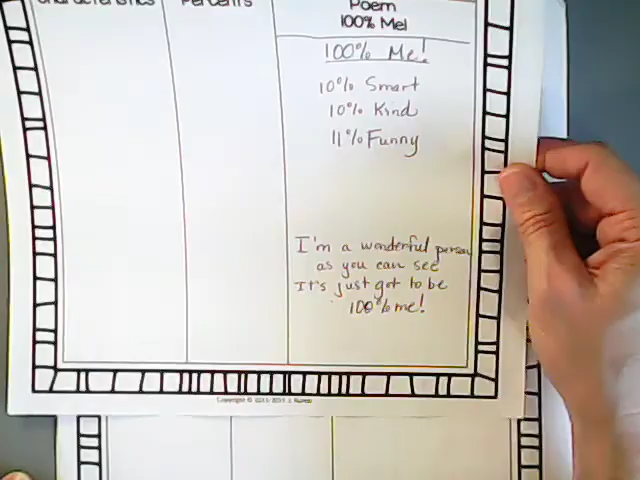 Characteristics
Percents
Poem
100% Me!
100% Me!
10% Smart
10% Kind
11% Funny
I'm a wonderful person
as you can see
It's just got to be
100% me!
Copyright ©